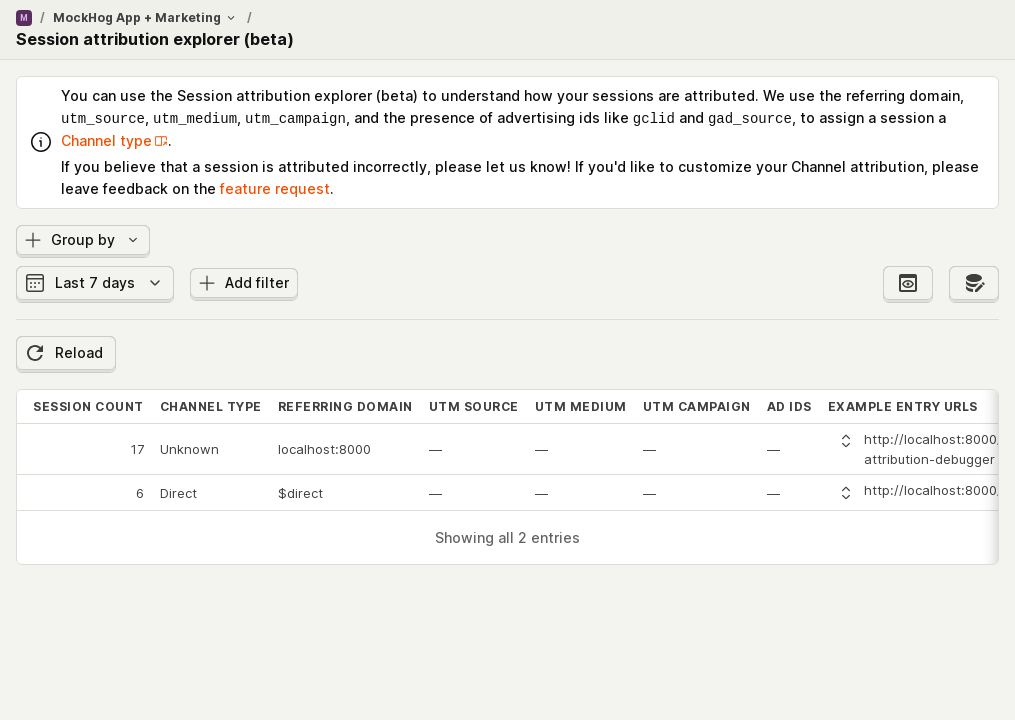 M / MockHog App + Marketing /
Session attribution explorer (beta)
You can use the Session attribution explorer (beta) to understand how your sessions are attributed. We use the referring domain,
utm_source, utm_medium, utm_campaign, and the presence of advertising ids like gclid and gad_source, to assign a session a
Channel type.
If you believe that a session is attributed incorrectly, please let us know! If you'd like to customize your Channel attribution, please
leave feedback on the feature request.
Group by
Last 7 days Add filter
Reload
SESSION COUNT CHANNEL TYPE REFERRING DOMAIN UTM SOURCE UTM MEDIUM UTM CAMPAIGN AD IDS EXAMPLE ENTRY URLS
17 Unknown localhost:8000 — — — — http://localhost:8000/
attribution-debugger
6 Direct $direct — — — — http://localhost:8000/
Showing all 2 entries